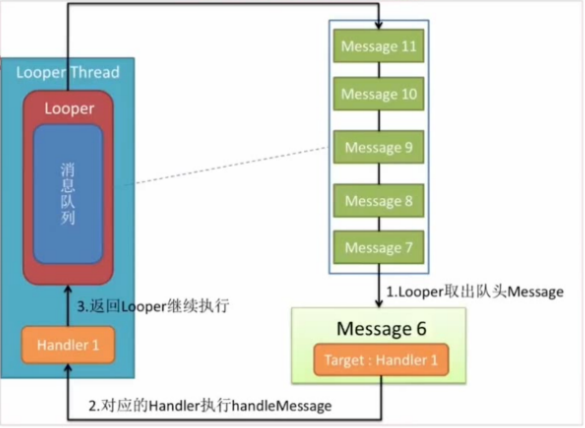 Looper Thread
Looper
消息队列
Message 11
Message 10
Message 9
Message 8
Message 7
1.Looper取出队头Message
Message 6
Target : Handler 1
2.对应的Handler执行handleMessage
3.返回Looper继续执行
Handler 1